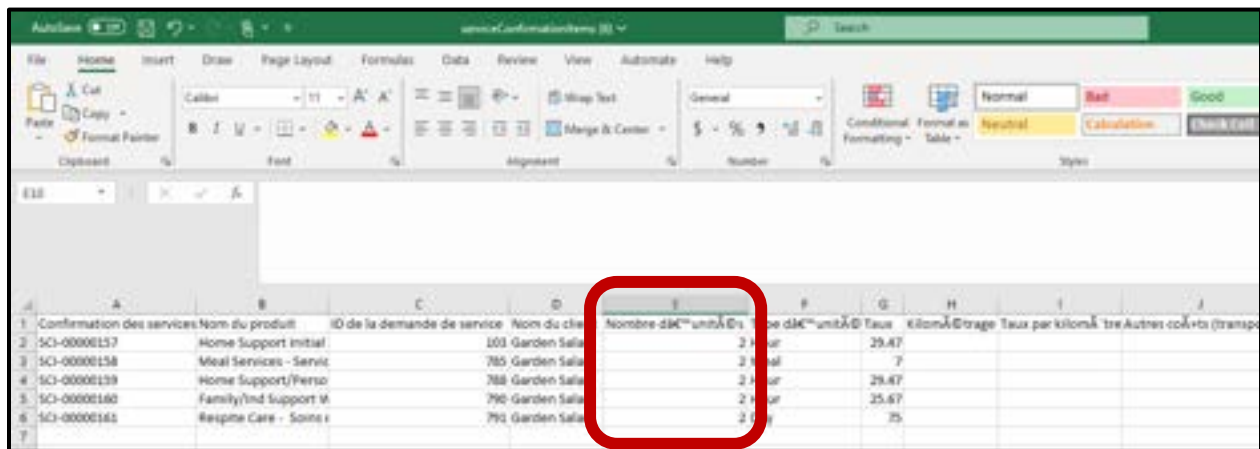 AutoSave Off serviceConfirmationItems (8) Search
File Home Insert Draw Page Layout Formulas Data Review View Automate Help
Cut
Copy
Paste
Format Painter
Calibri 11
B I U
Wrap Text
Merge & Center
General
$ % 9
Conditional Formatting
Format as Table
Normal Bad Good
Neutral Calculation Check Cell
Clipboard Font Alignment Number Styles
E10 fx
A B C D E F G H I J
1 Confirmation des services Nom du produit ID de la demande de service Nom du clie Nombre dâ€™unitÃ©s pe dâ€™unitÃ© Taux KilomÃ©trage Taux par kilomÃ¨tre Autres coÃ»ts (transpo
2 SCI-00000157 Home Support Initial 103 Garden Sala 2 Hour 29.47
3 SCI-00000158 Meal Services - Servic 785 Garden Sala 2 Meal 7
4 SCI-00000159 Home Support/Perso 788 Garden Sala 2 Hour 29.47
5 SCI-00000160 Family/Ind Support W 790 Garden Sala 2 Hour 25.67
6 SCI-00000161 Respite Care - Soins 791 Garden Sala 2 Day 75
7